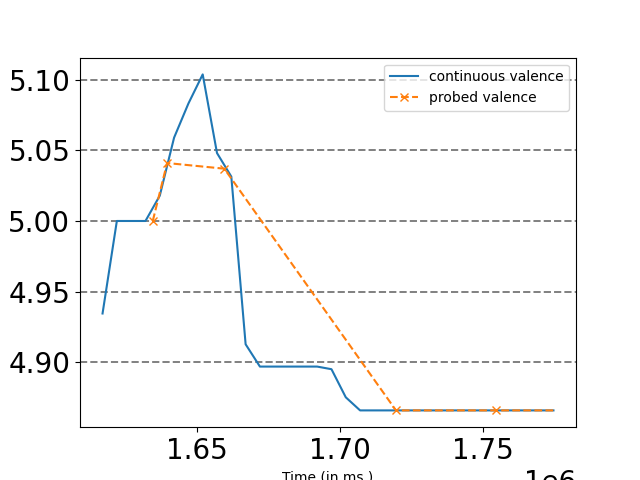 continuous valence
probed valence
5.10
5.05
5.00
4.95
4.90
1.65 1.70 1.75
Time (in ms.)
1e6